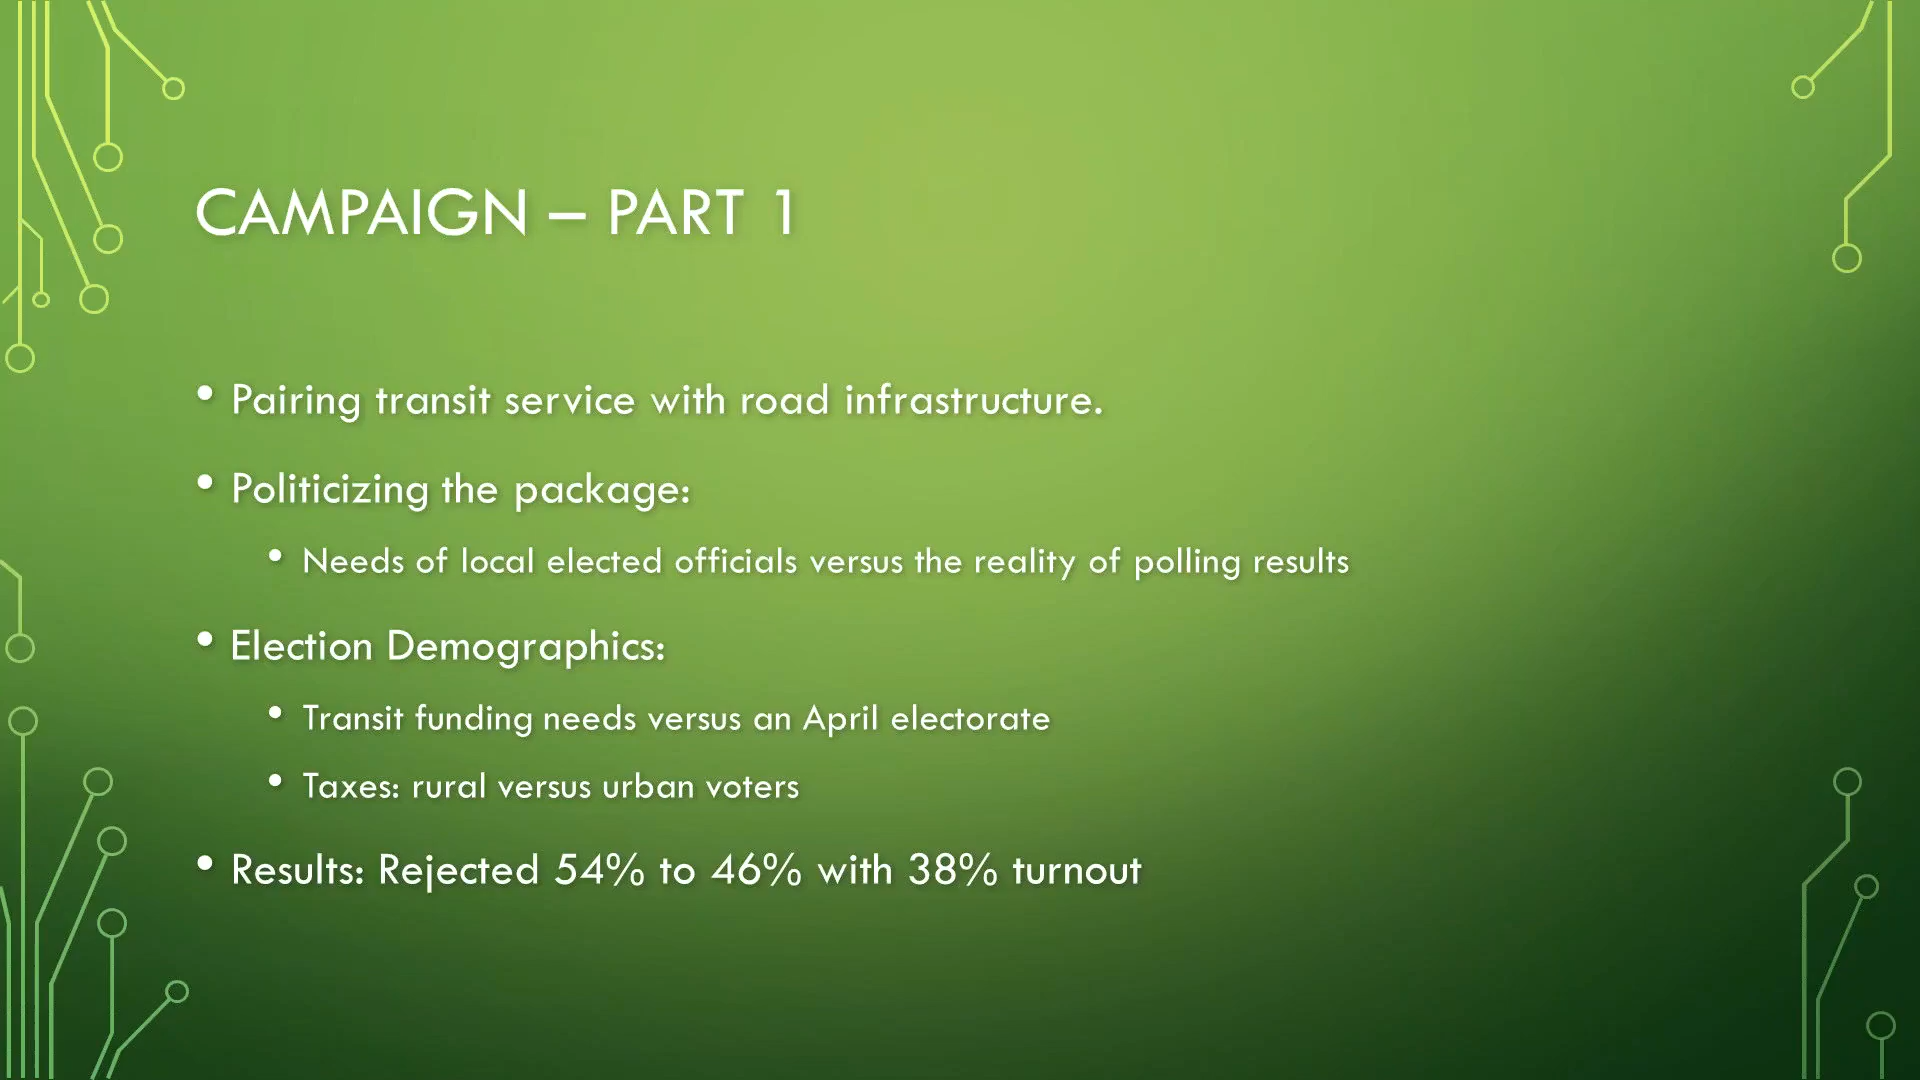 CAMPAIGN – PART 1
• Pairing transit service with road infrastructure.
• Politicizing the package:
• Needs of local elected officials versus the reality of polling results
• Election Demographics:
• Transit funding needs versus an April electorate
• Taxes: rural versus urban voters
• Results: Rejected 54% to 46% with 38% turnout